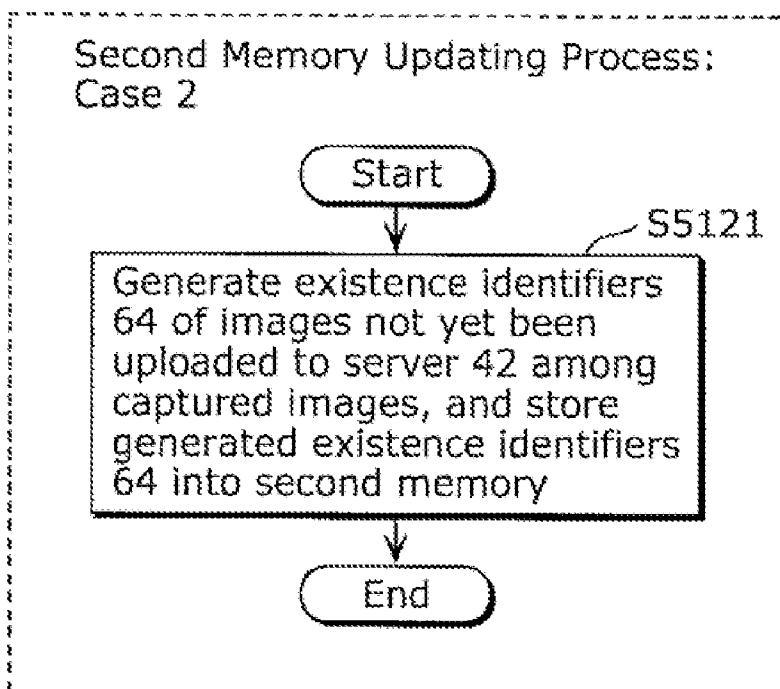 Second Memory Updating Process:
Case 2
Start
S5121
Generate existence identifiers
64 of images not yet been
uploaded to server 42 among
captured images, and store
generated existence identifiers
64 into second memory
End